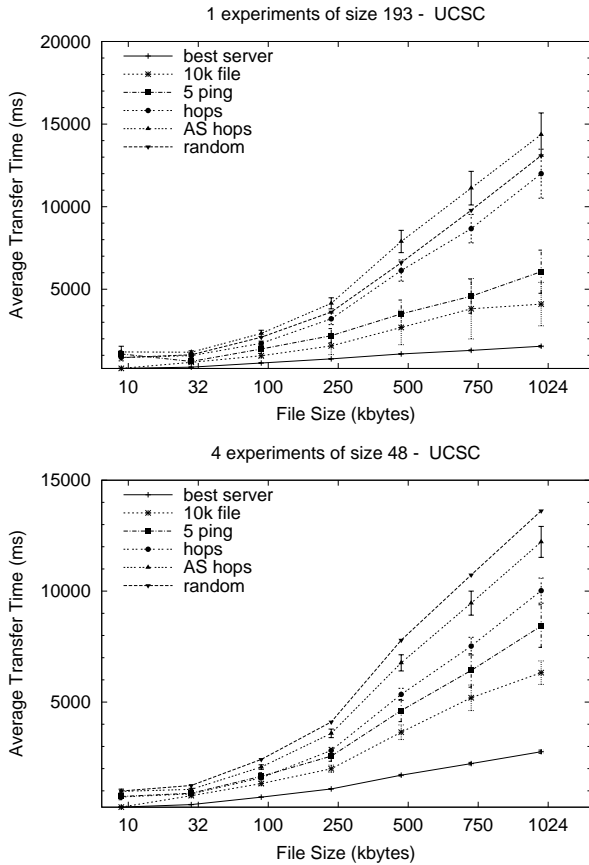 1 experiments of size 193 - UCSC
20000
15000
10000
5000
Average Transfer Time (ms)
best server
10k file
5 ping
hops
AS hops
random
10 32 100 250 500 750 1024
File Size (kbytes)
4 experiments of size 48 - UCSC
15000
10000
5000
Average Transfer Time (ms)
best server
10k file
5 ping
hops
AS hops
random
10 32 100 250 500 750 1024
File Size (kbytes)